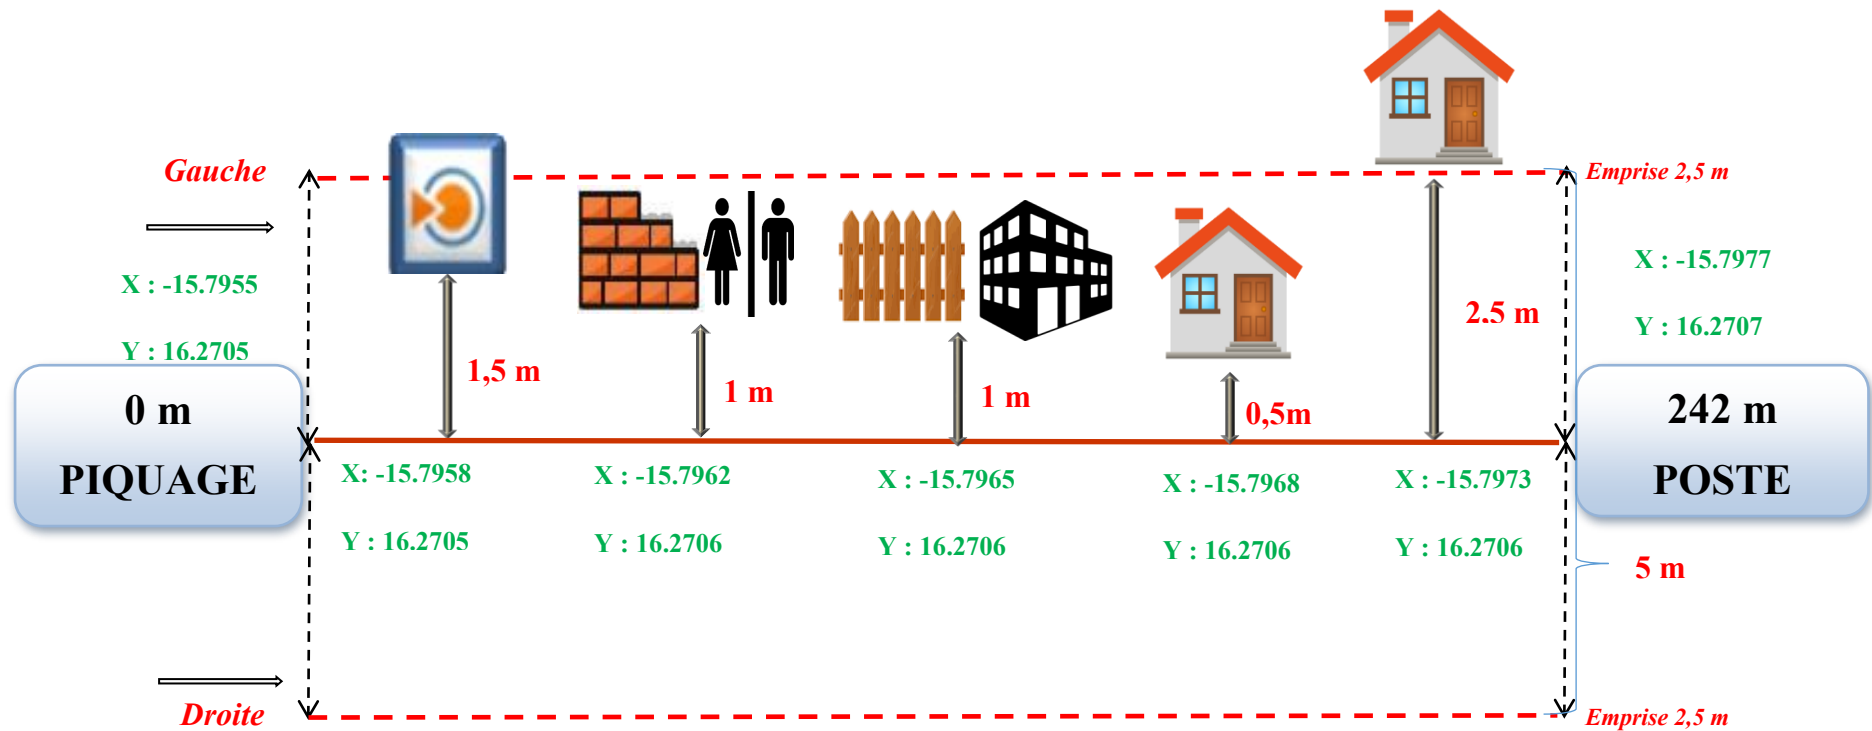 Gauche
Emprise 2,5 m
X : -15.7955
Y : 16.2705
X : -15.7977
Y : 16.2707
1,5 m
1 m
1 m
0,5m
2,5 m
0 m
PIQUAGE
242 m
POSTE
X: -15.7958
Y : 16.2705
X : -15.7962
Y : 16.2706
X : -15.7965
Y : 16.2706
X : -15.7968
Y : 16.2706
X : -15.7973
Y : 16.2706
5 m
Droite
Emprise 2,5 m